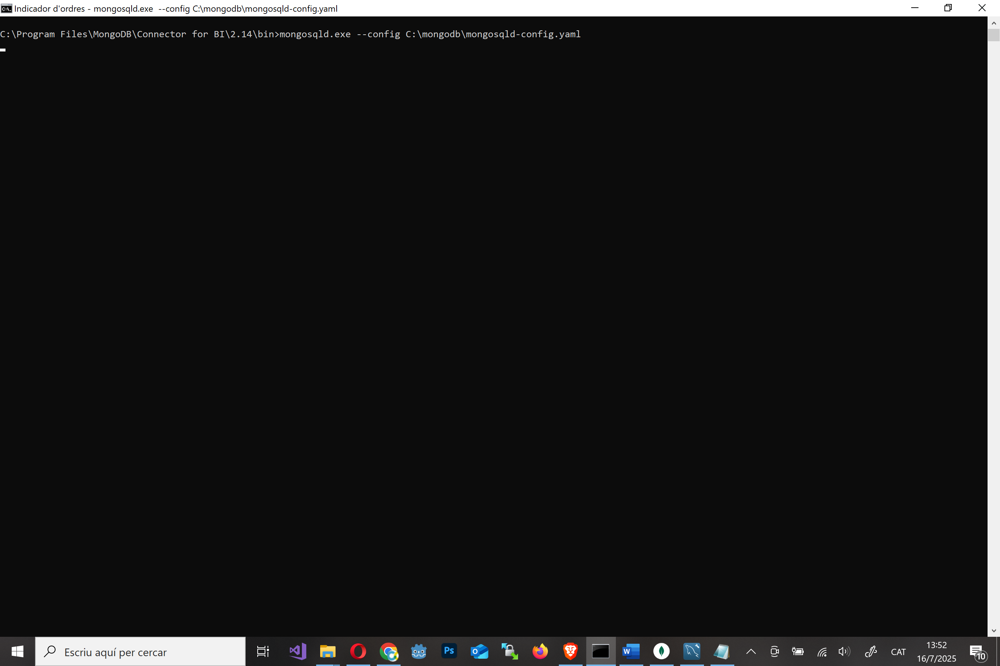 Indicador d'ordres - mongosqld.exe  --config C:\mongodb\mongosqld-config.yaml
C:\Program Files\MongoDB\Connector for BI\2.14\bin>mongosqld.exe --config C:\mongodb\mongosqld-config.yaml
Escriu aquí per cercar
Ps
O
W
CAT
13:52
16/7/2025
10